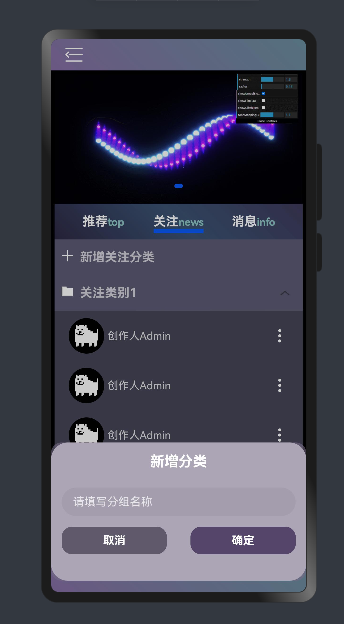 推荐top 关注news 消息info
新增关注分类
关注类别1
创作人Admin
创作人Admin
创作人Admin
新增分类
请填写分组名称
取消 确定